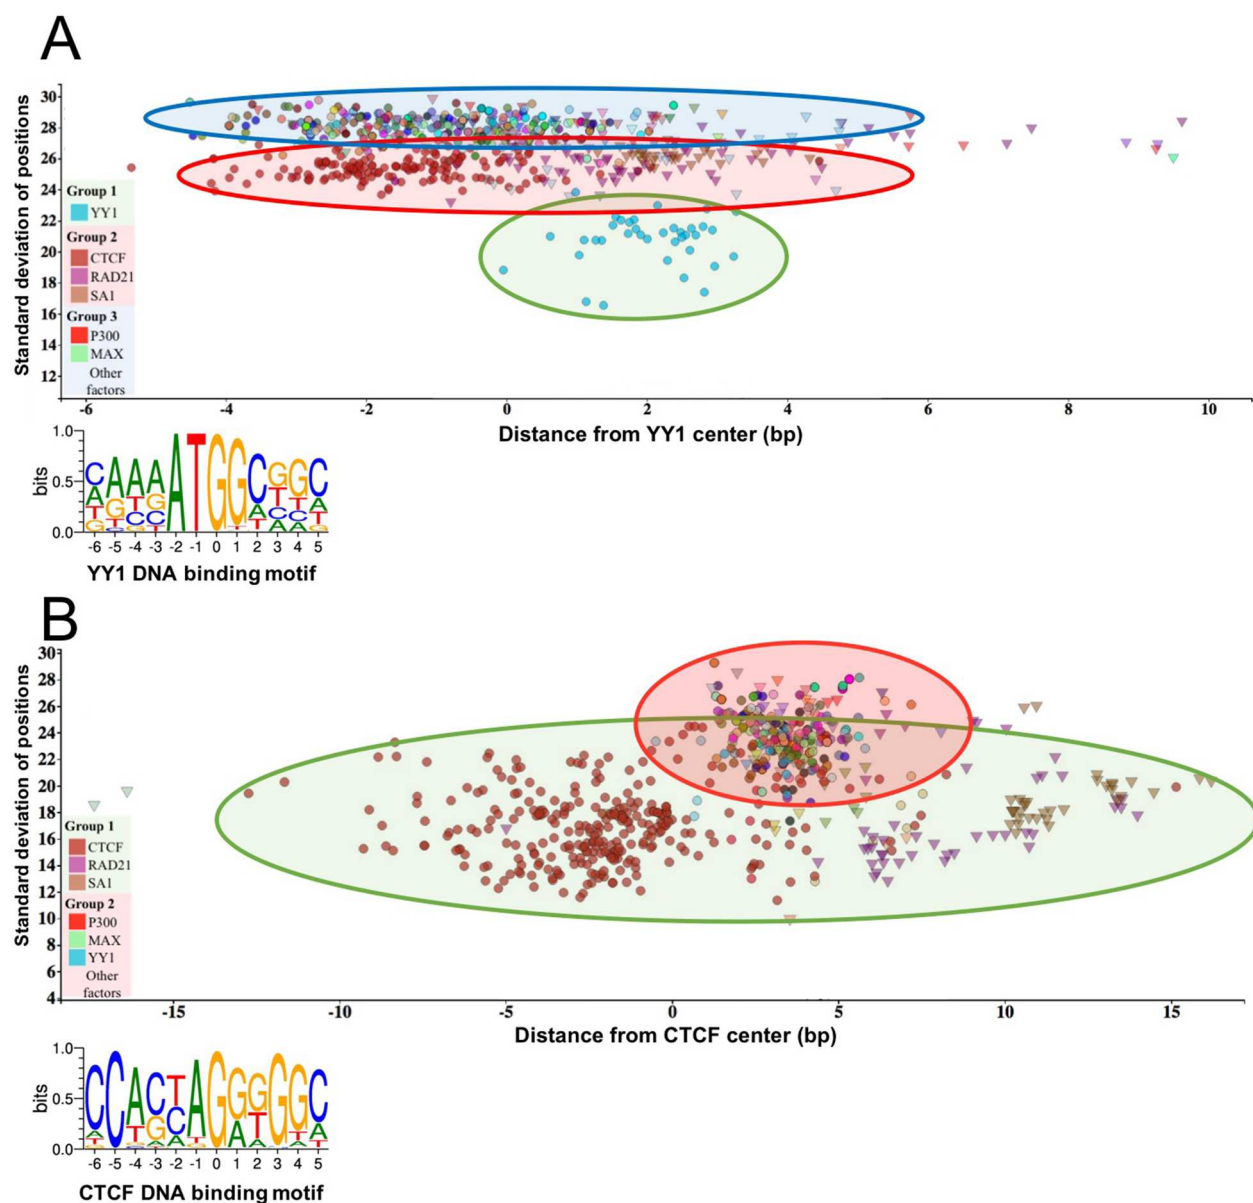 A
Standard deviation of positions
30
28
26
24
22
20
18
16
14
12
Group 1
YY1
Group 2
CTCF
RAD21
SA1
Group 3
P300
MAX
Other
factors
-6 -4 -2 0 2 4 6 8 10
Distance from YY1 center (bp)
bits
1.0
0.5
0.0
-6 -5 -4 -3 -2 -1 0 1 2 3 4 5
YY1 DNA binding motif
B
Standard deviation of positions
30
28
26
24
22
20
18
16
14
12
10
8
6
4
Group 1
CTCF
RAD21
SA1
Group 2
P300
MAX
YY1
Other
factors
-15 -10 -5 0 5 10 15
Distance from CTCF center (bp)
bits
1.0
0.5
0.0
-6 -5 -4 -3 -2 -1 0 1 2 3 4 5
CTCF DNA binding motif